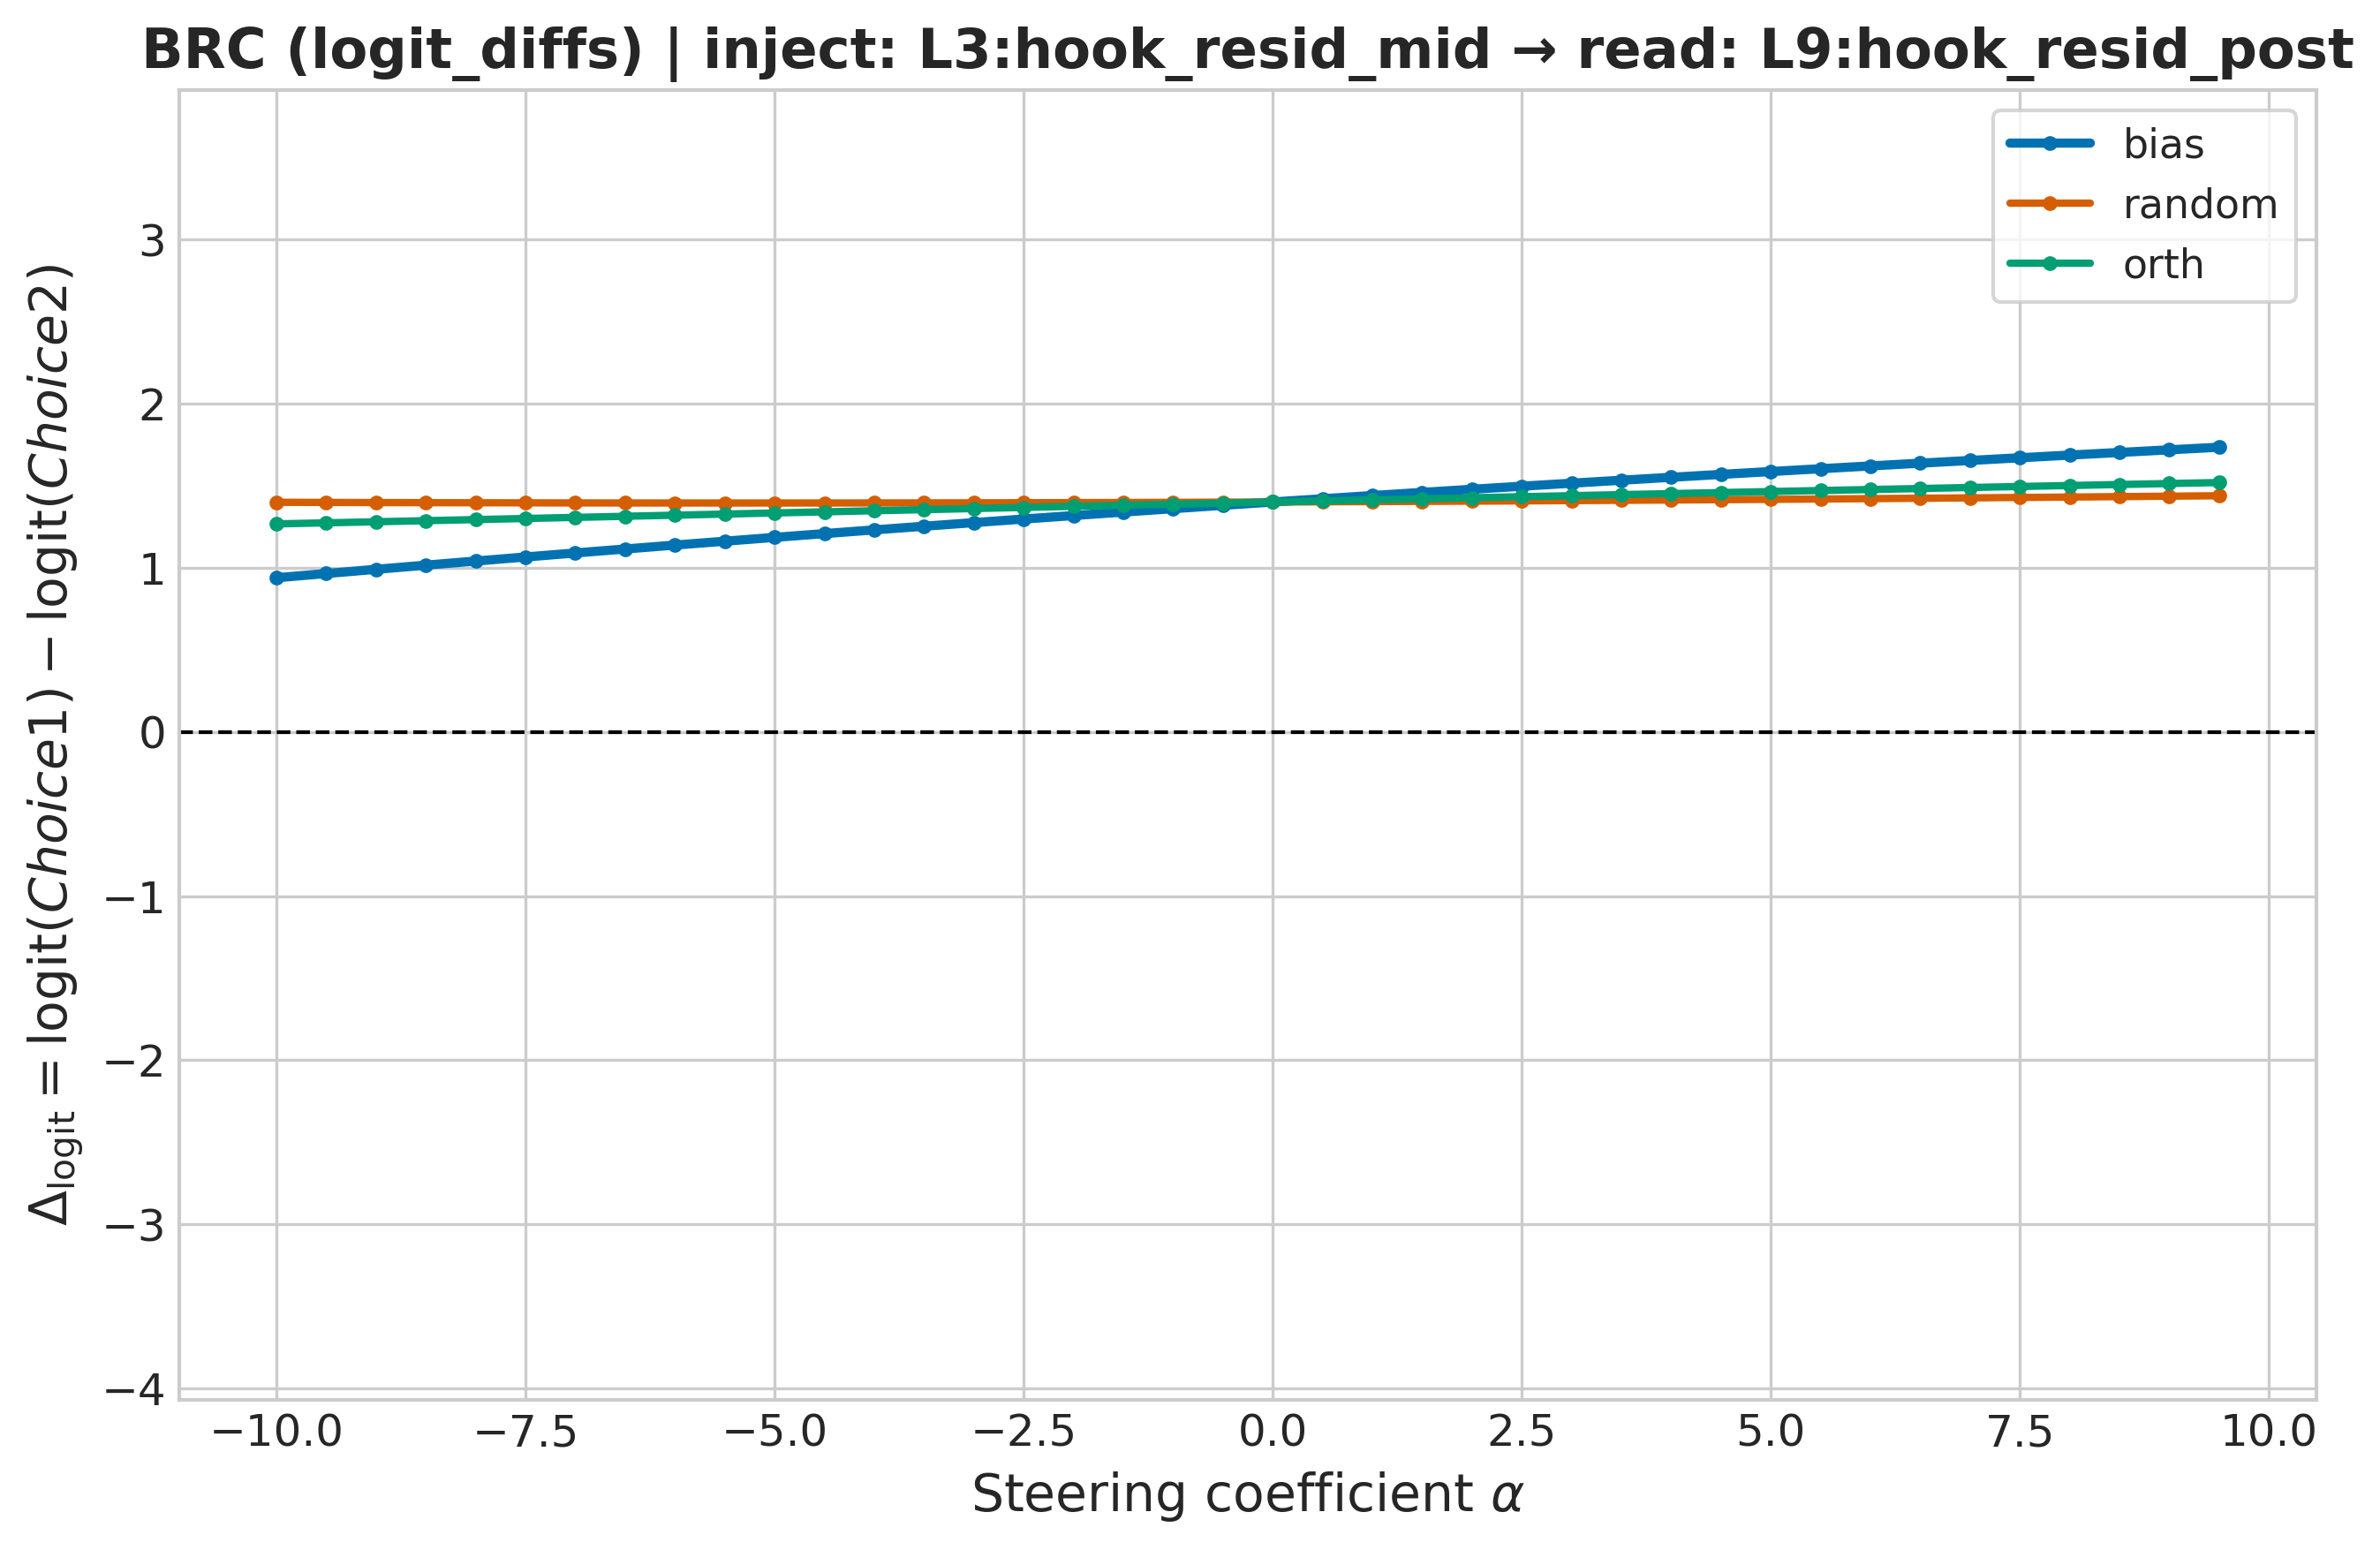 BRC (logit_diffs) | inject: L3:hook_resid_mid → read: L9:hook_resid_post
bias
random
orth
Δlogit = logit(Choice1) − logit(Choice2)
3
2
1
0
−1
−2
−3
−4
−10.0 −7.5 −5.0 −2.5 0.0 2.5 5.0 7.5 10.0
Steering coefficient α